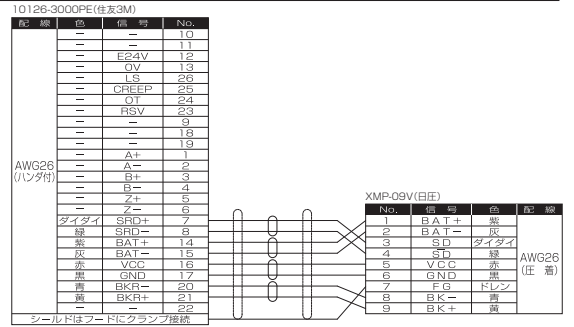 10126-3000PE(住友3M)
配 線 色 信 号 No.
AWG26
(ハンダ付)
ー ー 10
ー ー 11
ー E24V 12
ー OV 13
ー LS 26
ー CREEP 25
ー OT 24
ー RSV 23
ー ー 9
ー ー 18
ー ー 19
ー A+ 1
ー A− 2
ー B+ 3
ー B− 4
ー Z+ 5
ー Z− 6
ダイダイ SRD+ 7
緑 SRD− 8
紫 BAT+ 14
灰 BAT− 15
赤 VCC 16
黒 GND 17
青 BKR− 20
黄 BKR+ 21
ー 22
シールドはフードにクランプ接続
XMP-09V(日圧)
No. 信 号 色 配 線
1 BAT+ 紫
2 BAT− 灰
3 SD ダイダイ
4 SD 緑
5 VCC 赤
6 GND 黒
7 FG ドレン
8 BK− 青
9 BK+ 黄
AWG26
(圧 着)